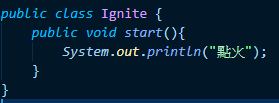 public class Ignite {
    public void start(){
        System.out.println("點火");
    }
}